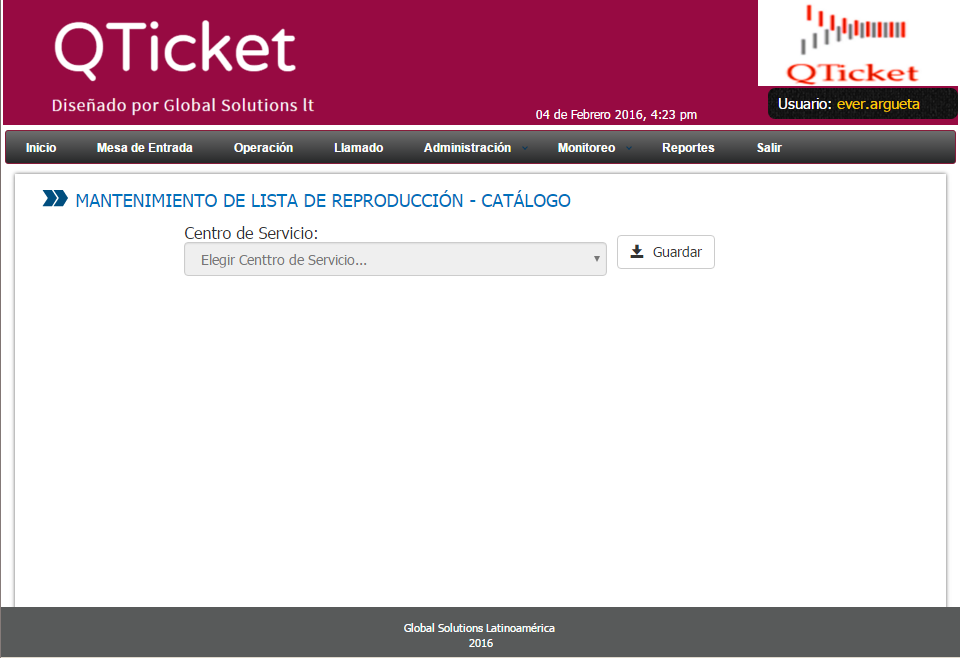 QTicket
Diseñado por Global Solutions lt
QTicket
04 de Febrero 2016, 4:23 pm
Usuario: ever.argueta
Inicio Mesa de Entrada Operación Llamado Administración Monitoreo Reportes Salir
MANTENIMIENTO DE LISTA DE REPRODUCCIÓN - CATÁLOGO
Centro de Servicio:
Elegir Centtro de Servicio...
Guardar
Global Solutions Latinoamérica
2016